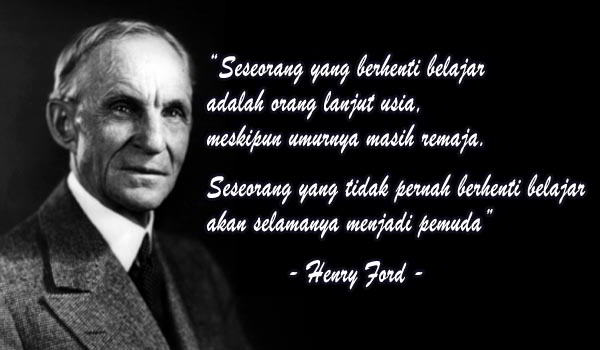 “Seseorang yang berhenti belajar
adalah orang lanjut usia,
meskipun umurnya masih remaja.
Seseorang yang tidak pernah berhenti belajar
akan selamanya menjadi pemuda”
- Henry Ford -